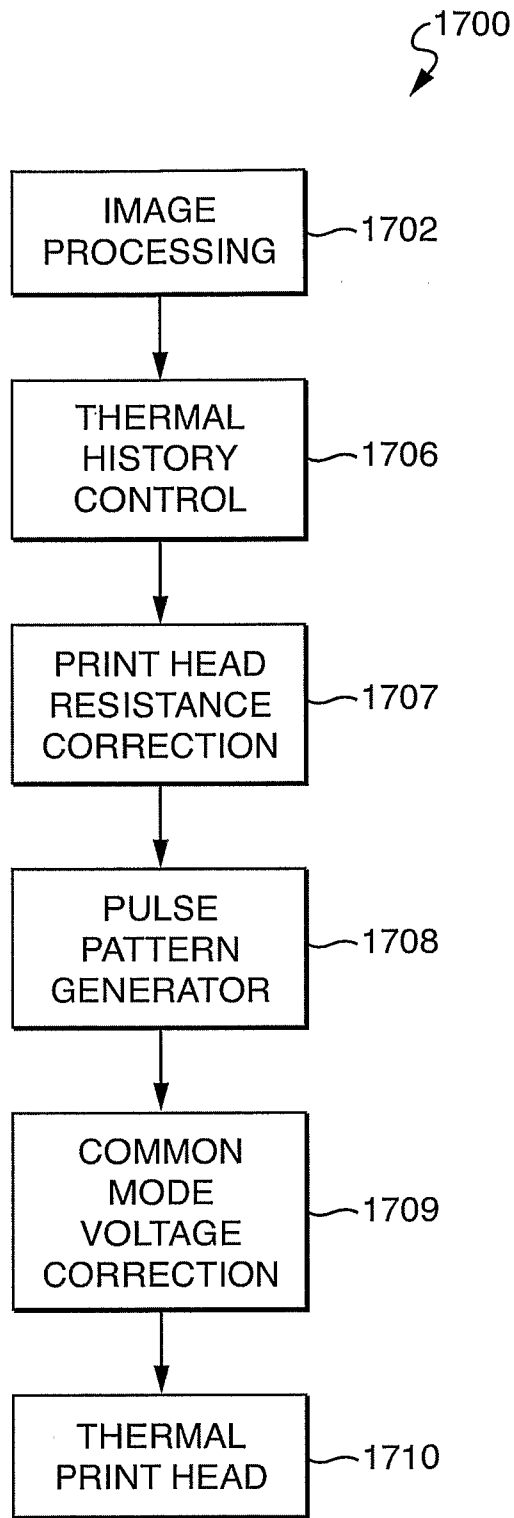 1700
IMAGE
PROCESSING
1702
THERMAL
HISTORY
CONTROL
1706
PRINT HEAD
RESISTANCE
CORRECTION
1707
PULSE
PATTERN
GENERATOR
1708
COMMON
MODE
VOLTAGE
CORRECTION
1709
THERMAL
PRINT HEAD
1710